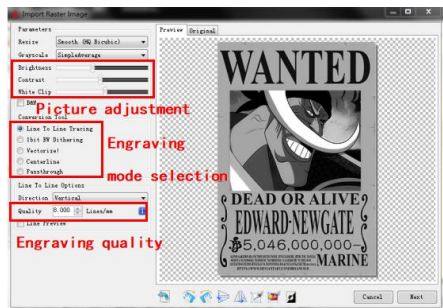 Import Raster Image
Parameters
Resize Smooth (HQ Bicubic)
Grayscale SimpleAverage
Brightness
Contrast
White Clip
B&W
Picture adjustment
Conversion Tool
Line To Line Tracing
1bit BW Dithering
Vectorize!
Centerline
Passthrough
Engraving
mode selection
Line To Line Options
Direction Vertical
Quality 8.000 Lines/mm
Line Preview
Engraving quality
Preview Original
WANTED
DEAD OR ALIVE
EDWARD·NEWGATE
5,046,000,000-
MARINE
Cancel Next